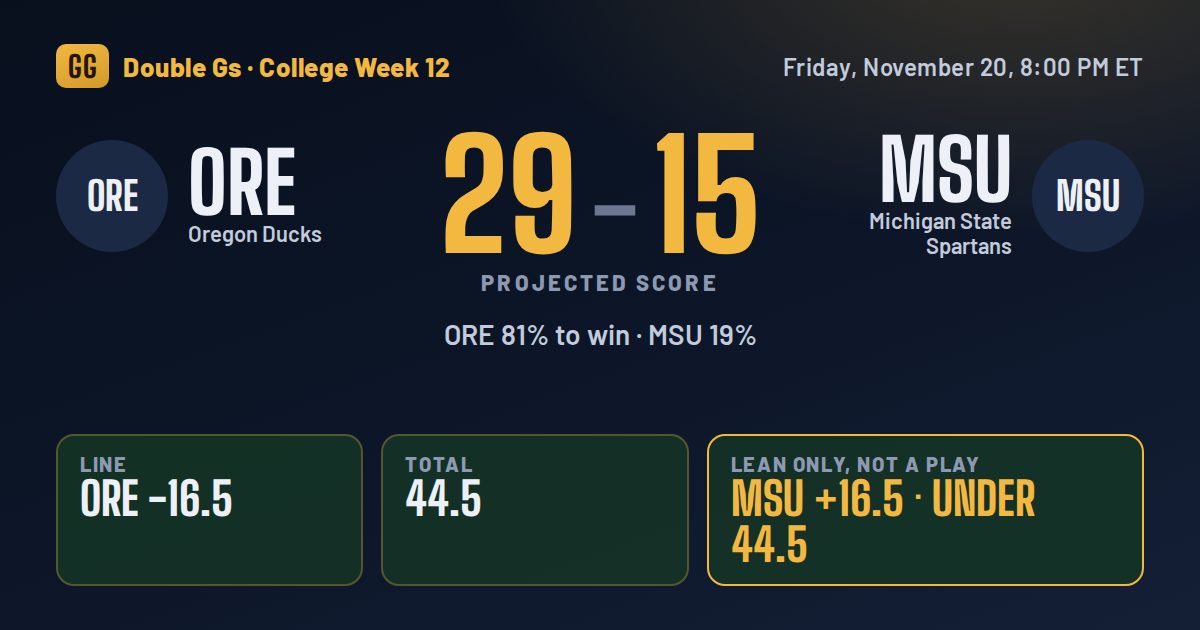 GG
Double Gs · College Week 12
Friday, November 20, 8:00 PM ET
ORE
ORE
Oregon Ducks
29 – 15
PROJECTED SCORE
ORE 81% to win · MSU 19%
MSU
Michigan State
Spartans
MSU
LINE
ORE −16.5
TOTAL
44.5
LEAN ONLY, NOT A PLAY
MSU +16.5 · UNDER
44.5